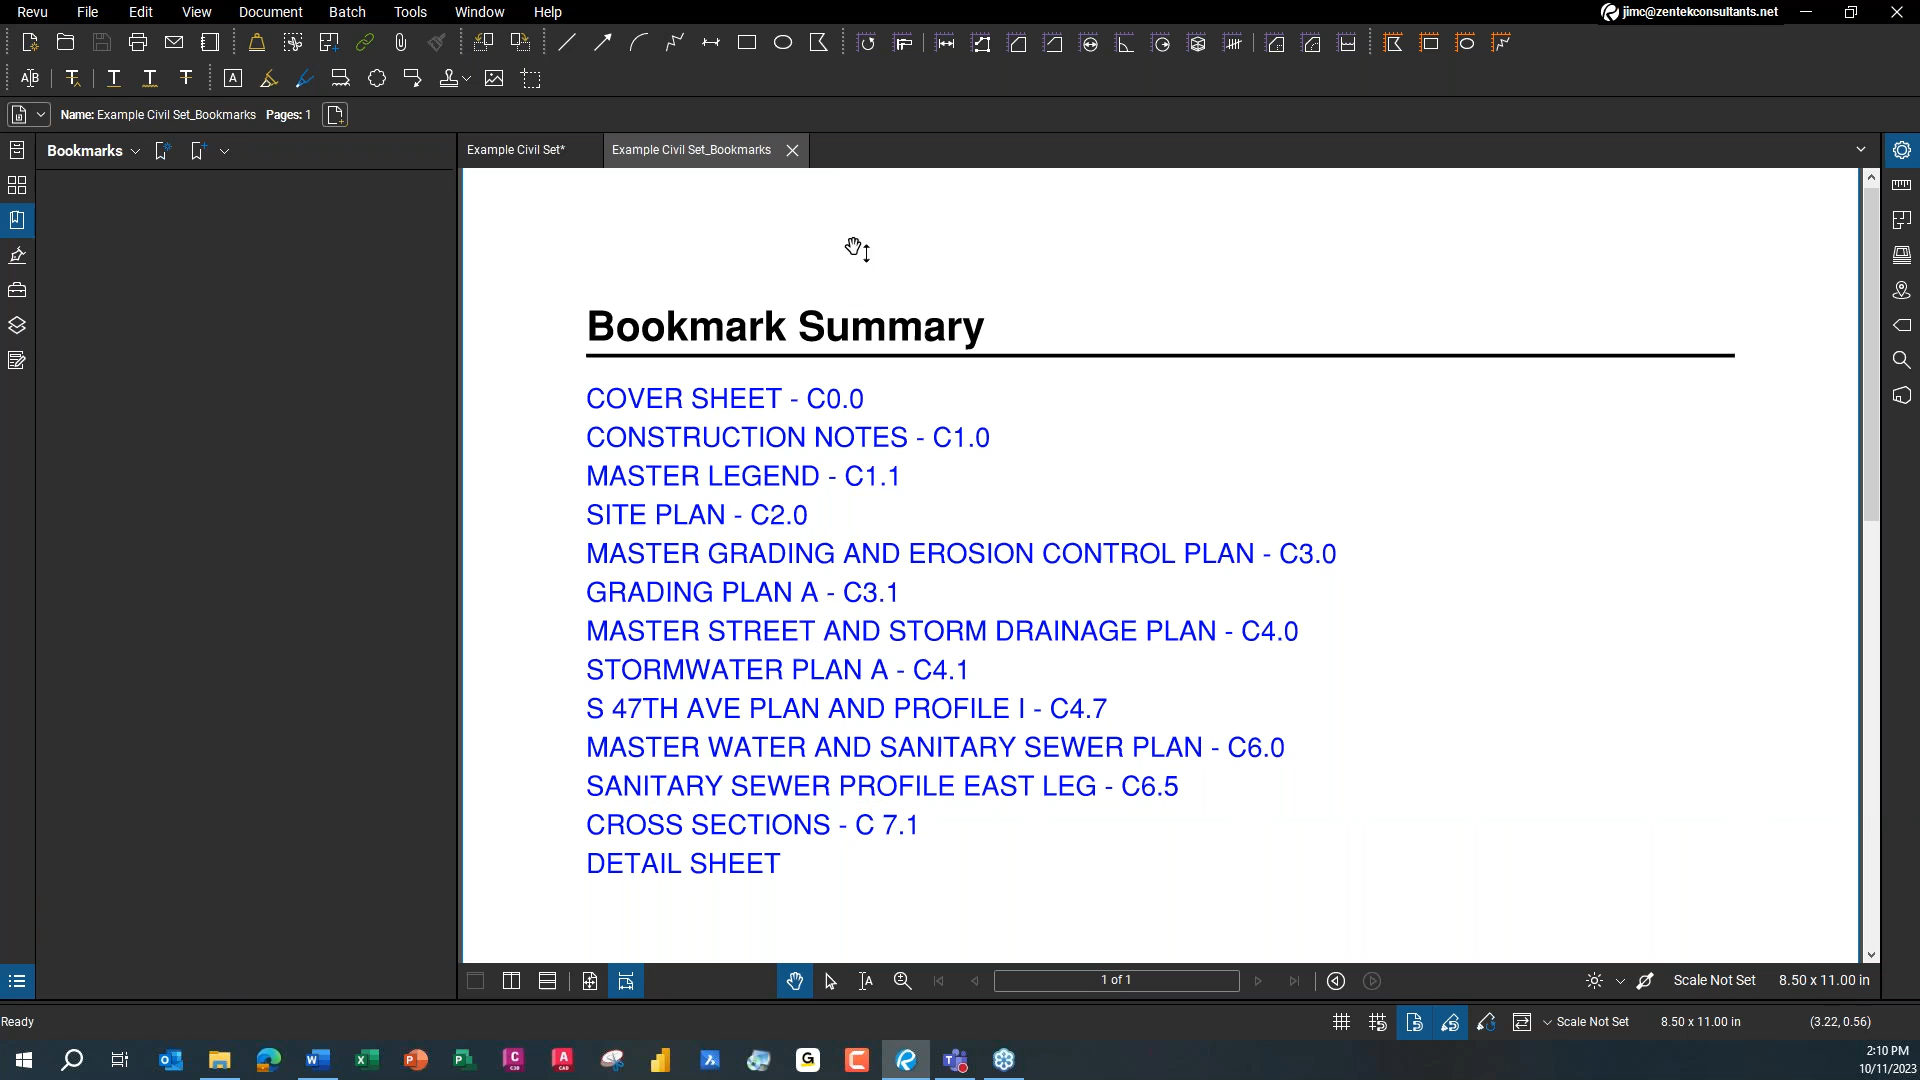 Revu File Edit View Document Batch Tools Window Help
jimc@zentekconsultants.net
Name: Example Civil Set_Bookmarks Pages: 1
Bookmarks
Example Civil Set*
Example Civil Set_Bookmarks
Bookmark Summary
COVER SHEET - C0.0
CONSTRUCTION NOTES - C1.0
MASTER LEGEND - C1.1
SITE PLAN - C2.0
MASTER GRADING AND EROSION CONTROL PLAN - C3.0
GRADING PLAN A - C3.1
MASTER STREET AND STORM DRAINAGE PLAN - C4.0
STORMWATER PLAN A - C4.1
S 47TH AVE PLAN AND PROFILE I - C4.7
MASTER WATER AND SANITARY SEWER PLAN - C6.0
SANITARY SEWER PROFILE EAST LEG - C6.5
CROSS SECTIONS - C 7.1
DETAIL SHEET
1 of 1
Scale Not Set 8.50 x 11.00 in
Ready
Scale Not Set 8.50 x 11.00 in (3.22, 0.56)
2:10 PM
10/11/2023